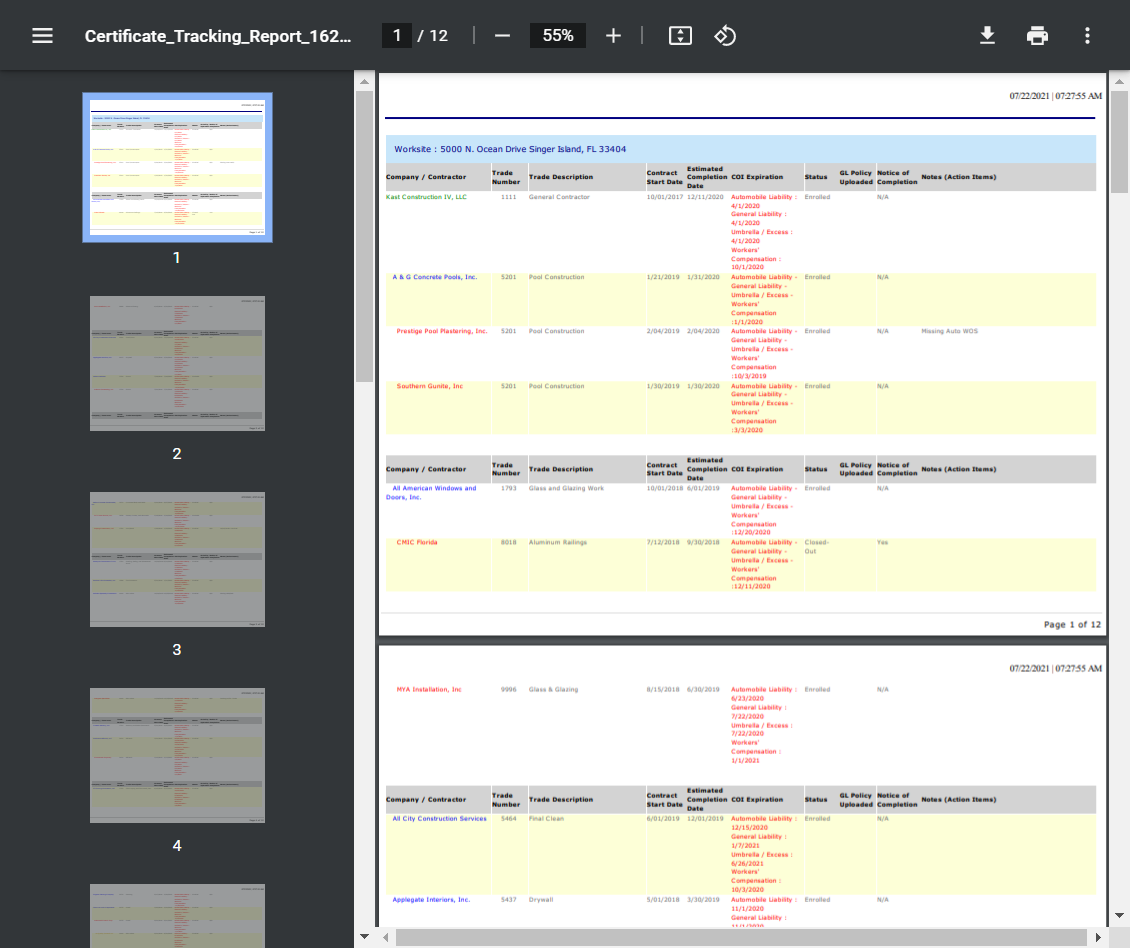 Certificate_Tracking_Report_162...
1 / 12
55%
07/22/2021 | 07:27:55 AM
Worksite : 5000 N. Ocean Drive Singer Island, FL 33404
Company / Contractor Trade Number Trade Description Contract Start Date Estimated Completion Date COI Expiration Status GL Policy Uploaded Notice of Completion Notes (Action Items)
Kast Construction IV, LLC 1111 General Contractor 10/01/2017 12/11/2020 Automobile Liability : Enrolled N/A
4/1/2020
General Liability :
4/1/2020
Umbrella / Excess :
4/1/2020
Workers'
Compensation :
10/1/2020
A & G Concrete Pools, Inc. 5201 Pool Construction 1/21/2019 1/31/2020 Automobile Liability - Enrolled N/A
General Liability -
Umbrella / Excess -
Workers'
Compensation
:1/1/2020
Prestige Pool Plastering, Inc. 5201 Pool Construction 2/04/2019 2/04/2020 Automobile Liability - Enrolled N/A Missing Auto WOS
General Liability -
Umbrella / Excess -
Workers'
Compensation
:10/3/2019
Southern Gunite, Inc 5201 Pool Construction 1/30/2019 1/30/2020 Automobile Liability - Enrolled N/A
General Liability -
Umbrella / Excess -
Workers'
Compensation
:3/3/2020
Company / Contractor Trade Number Trade Description Contract Start Date Estimated Completion Date COI Expiration Status GL Policy Uploaded Notice of Completion Notes (Action Items)
All American Windows and 1793 Glass and Glazing Work 10/01/2018 6/01/2019 Automobile Liability - Enrolled N/A
Doors, Inc. General Liability -
Umbrella / Excess -
Workers'
Compensation
:12/20/2020
CMIC Florida 8018 Aluminum Railings 7/12/2018 9/30/2018 Automobile Liability - Closed- Yes
General Liability - Out
Umbrella / Excess -
Workers'
Compensation
:12/11/2020
Page 1 of 12
07/22/2021 | 07:27:55 AM
MYA Installation, Inc 9996 Glass & Glazing 8/15/2018 6/30/2019 Automobile Liability : Enrolled N/A
6/23/2020
General Liability :
7/22/2020
Umbrella / Excess :
7/22/2020
Workers'
Compensation :
1/1/2021
Company / Contractor Trade Number Trade Description Contract Start Date Estimated Completion Date COI Expiration Status GL Policy Uploaded Notice of Completion Notes (Action Items)
All City Construction Services 5464 Final Clean 6/01/2019 12/01/2019 Automobile Liability : Enrolled N/A
12/15/2020
General Liability :
1/7/2021
Umbrella / Excess :
6/26/2021
Workers'
Compensation :
10/3/2020
Applegate Interiors, Inc. 5437 Drywall 5/01/2018 3/30/2019 Automobile Liability : Enrolled N/A
11/1/2020
General Liability :
1
2
3
4